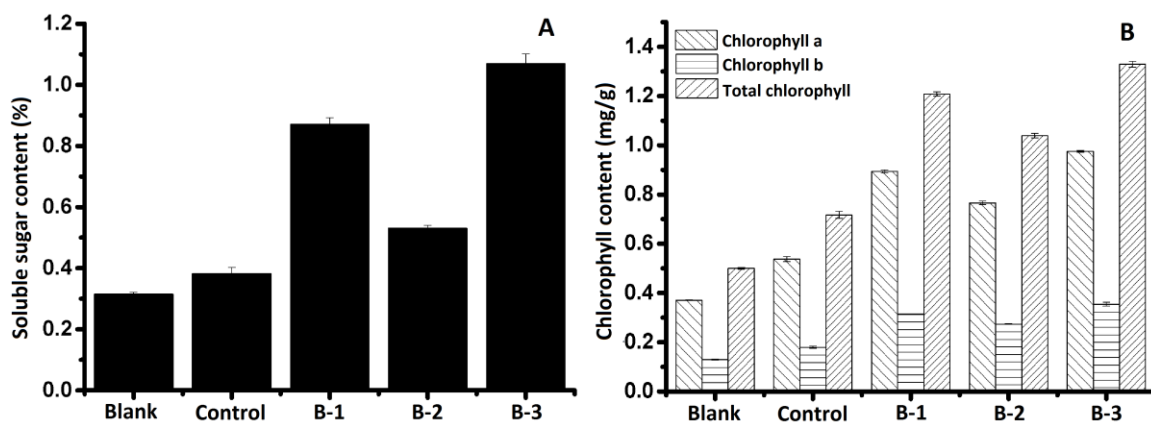 A
Soluble sugar content (%)
1.2
1.0
0.8
0.6
0.4
0.2
0.0
Blank Control B-1 B-2 B-3
B
Chlorophyll a
Chlorophyll b
Total chlorophyll
Chlorophyll content (mg/g)
1.4
1.2
1.0
0.8
0.6
0.4
0.2
0.0
Blank Control B-1 B-2 B-3